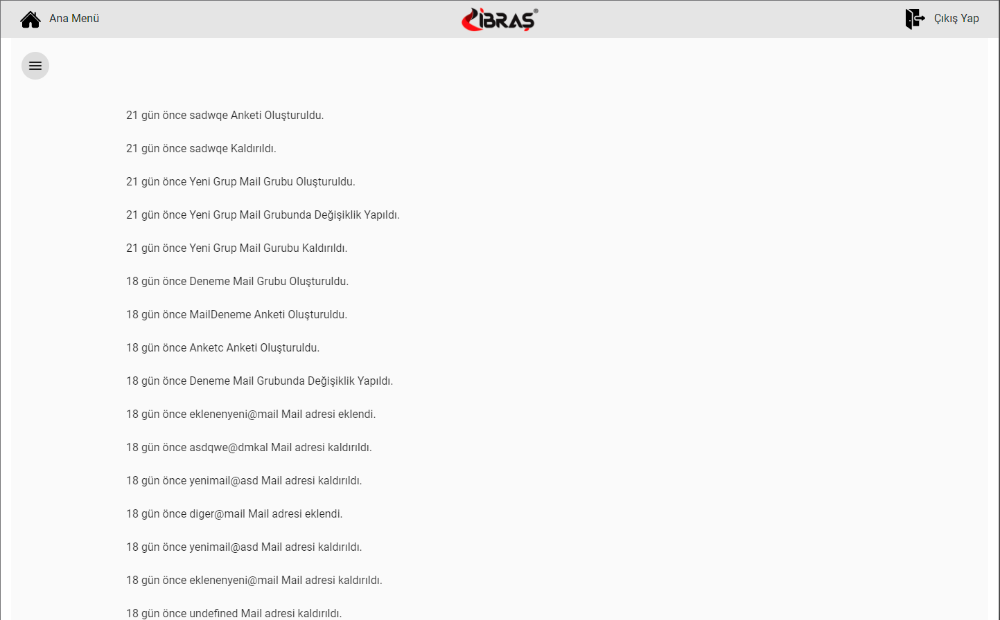 Ana Menü
CİBRAŞ®
Çıkış Yap
21 gün önce sadwqe Anketi Oluşturuldu.
21 gün önce sadwqe Kaldırıldı.
21 gün önce Yeni Grup Mail Grubu Oluşturuldu.
21 gün önce Yeni Grup Mail Grubunda Değişiklik Yapıldı.
21 gün önce Yeni Grup Mail Gurubu Kaldırıldı.
18 gün önce Deneme Mail Grubu Oluşturuldu.
18 gün önce MailDeneme Anketi Oluşturuldu.
18 gün önce Anketc Anketi Oluşturuldu.
18 gün önce Deneme Mail Grubunda Değişiklik Yapıldı.
18 gün önce eklenenyeni@mail Mail adresi eklendi.
18 gün önce asdqwe@dmkal Mail adresi kaldırıldı.
18 gün önce yenimail@asd Mail adresi kaldırıldı.
18 gün önce diger@mail Mail adresi eklendi.
18 gün önce yenimail@asd Mail adresi kaldırıldı.
18 gün önce eklenenyeni@mail Mail adresi kaldırıldı.
18 gün önce undefined Mail adresi kaldırıldı.